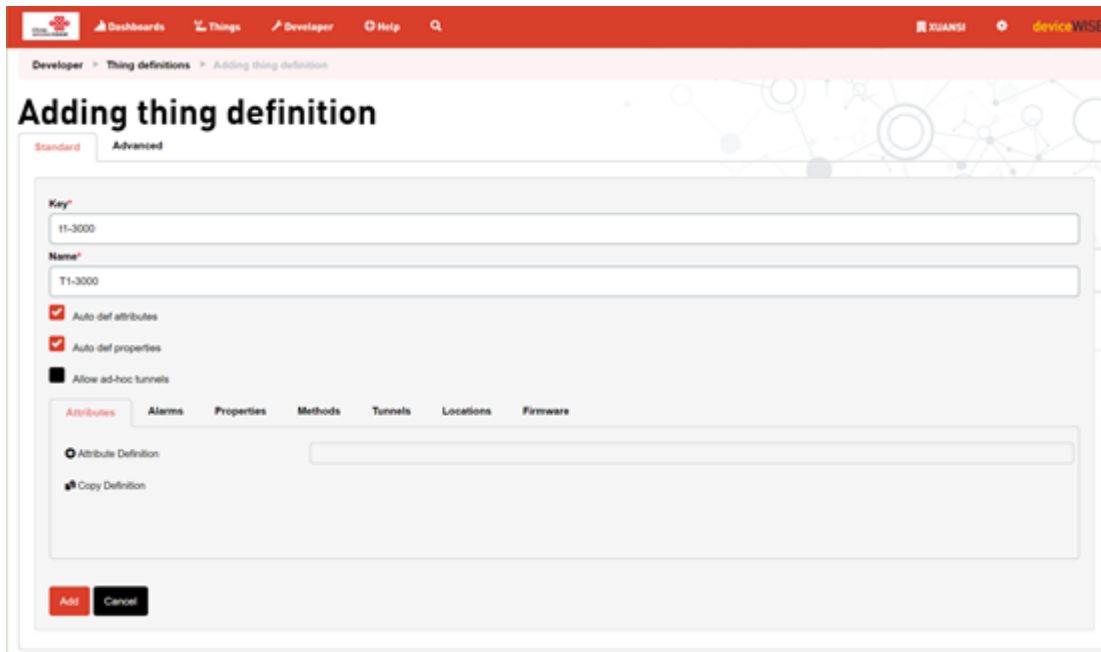 Dashboards Things Developer Help XUANSI deviceWISE
Developer Thing definitions Adding thing definition
Adding thing definition
Standard Advanced
Key*
t1-3000
Name*
T1-3000
Auto def attributes
Auto def properties
Allow ad-hoc tunnels
Attributes Alarms Properties Methods Tunnels Locations Firmware
Attribute Definition
Copy Definition
Add Cancel